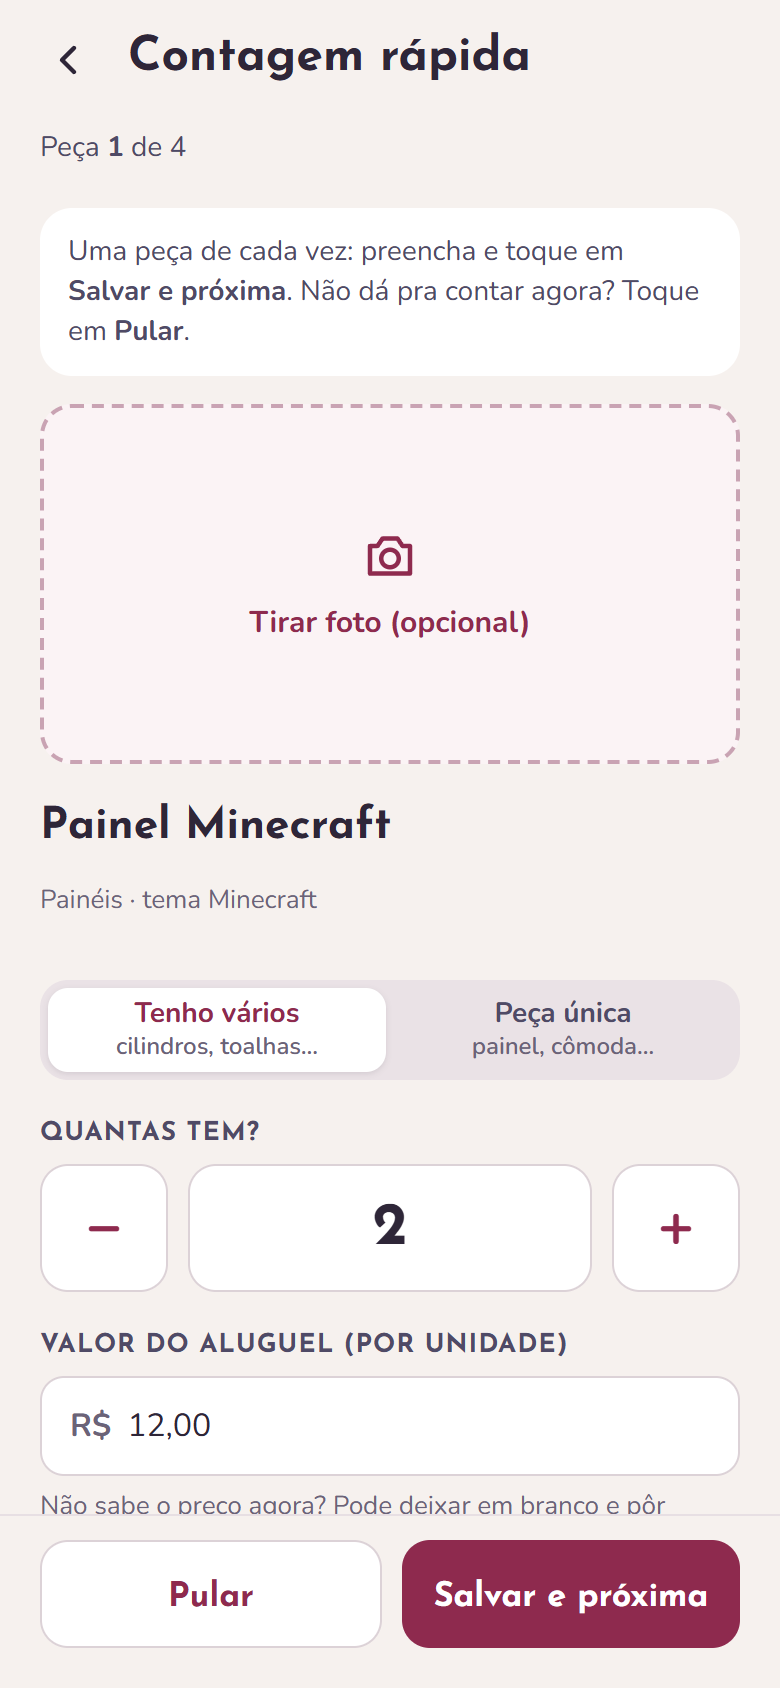 Contagem rápida
Peça 1 de 4
Uma peça de cada vez: preencha e toque em
Salvar e próxima. Não dá pra contar agora? Toque
em Pular.
Tirar foto (opcional)
Painel Minecraft
Painéis · tema Minecraft
Tenho vários
cilindros, toalhas...
Peça única
painel, cômoda...
QUANTAS TEM?
2
VALOR DO ALUGUEL (POR UNIDADE)
R$ 12,00
Não sabe o preço agora? Pode deixar em branco e pôr
Pular
Salvar e próxima